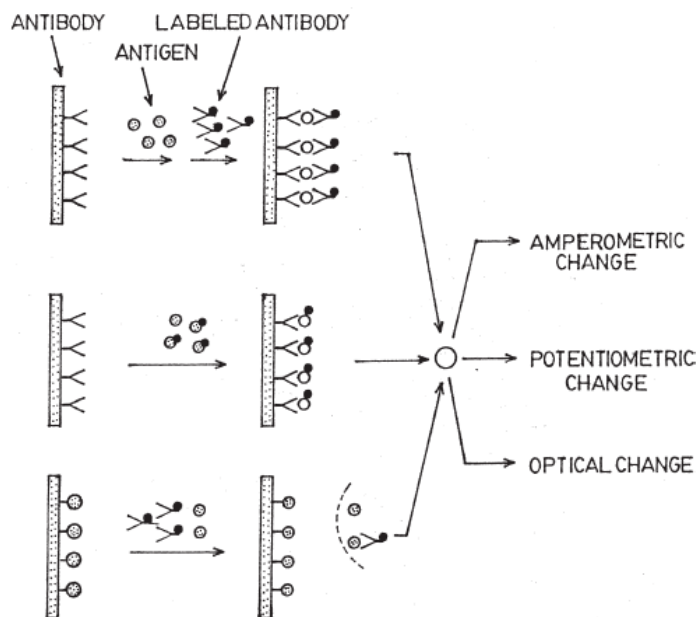 ANTIBODY
LABELED ANTIBODY
ANTIGEN
AMPEROMETRIC
CHANGE
POTENTIOMETRIC
CHANGE
OPTICAL CHANGE